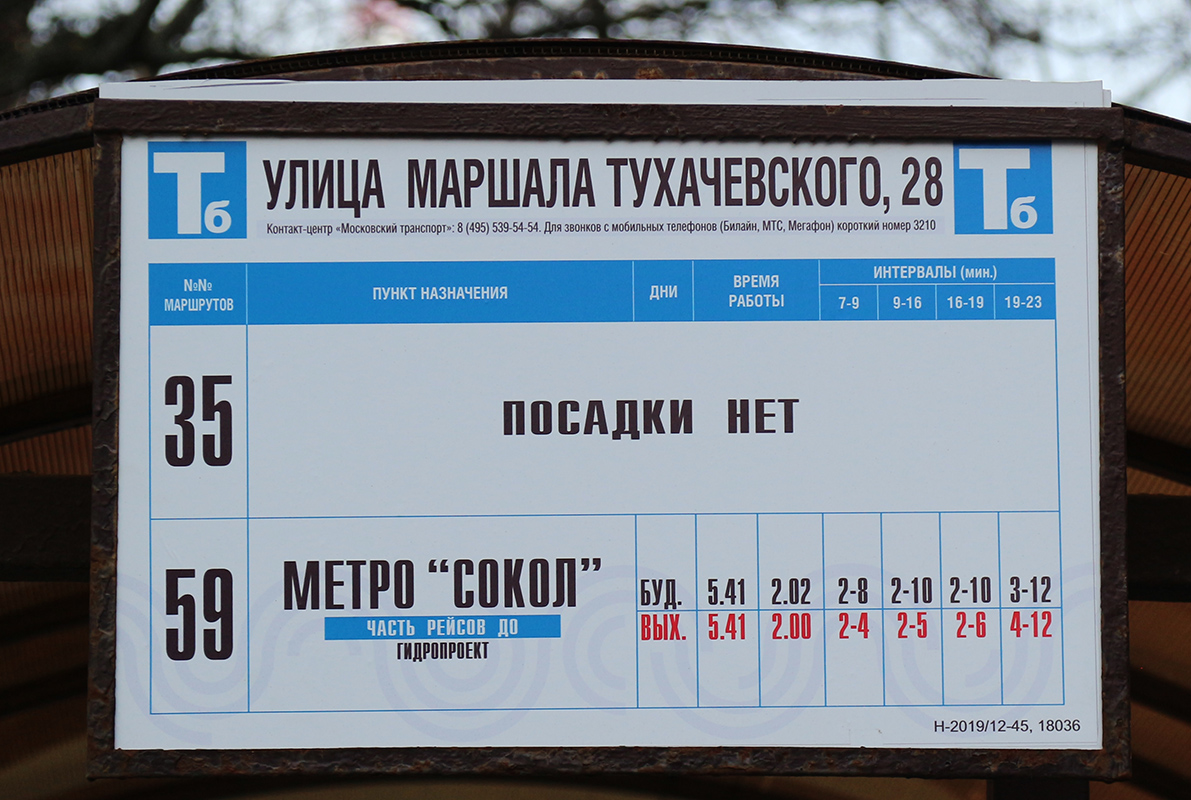 Тб УЛИЦА МАРШАЛА ТУХАЧЕВСКОГО, 28 Тб
Контакт-центр «Московский транспорт»: 8 (495) 539-54-54. Для звонков с мобильных телефонов (Билайн, МТС, Мегафон) короткий номер 3210
№№ МАРШРУТОВ
ПУНКТ НАЗНАЧЕНИЯ
ДНИ
ВРЕМЯ РАБОТЫ
ИНТЕРВАЛЫ (мин.)
7-9 9-16 16-19 19-23
35 ПОСАДКИ НЕТ
59 МЕТРО “СОКОЛ”
ЧАСТЬ РЕЙСОВ ДО
ГИДРОПРОЕКТ
БУД. 5.41 2.02 2-8 2-10 2-10 3-12
ВЫХ. 5.41 2.00 2-4 2-5 2-6 4-12
Н-2019/12-45, 18036